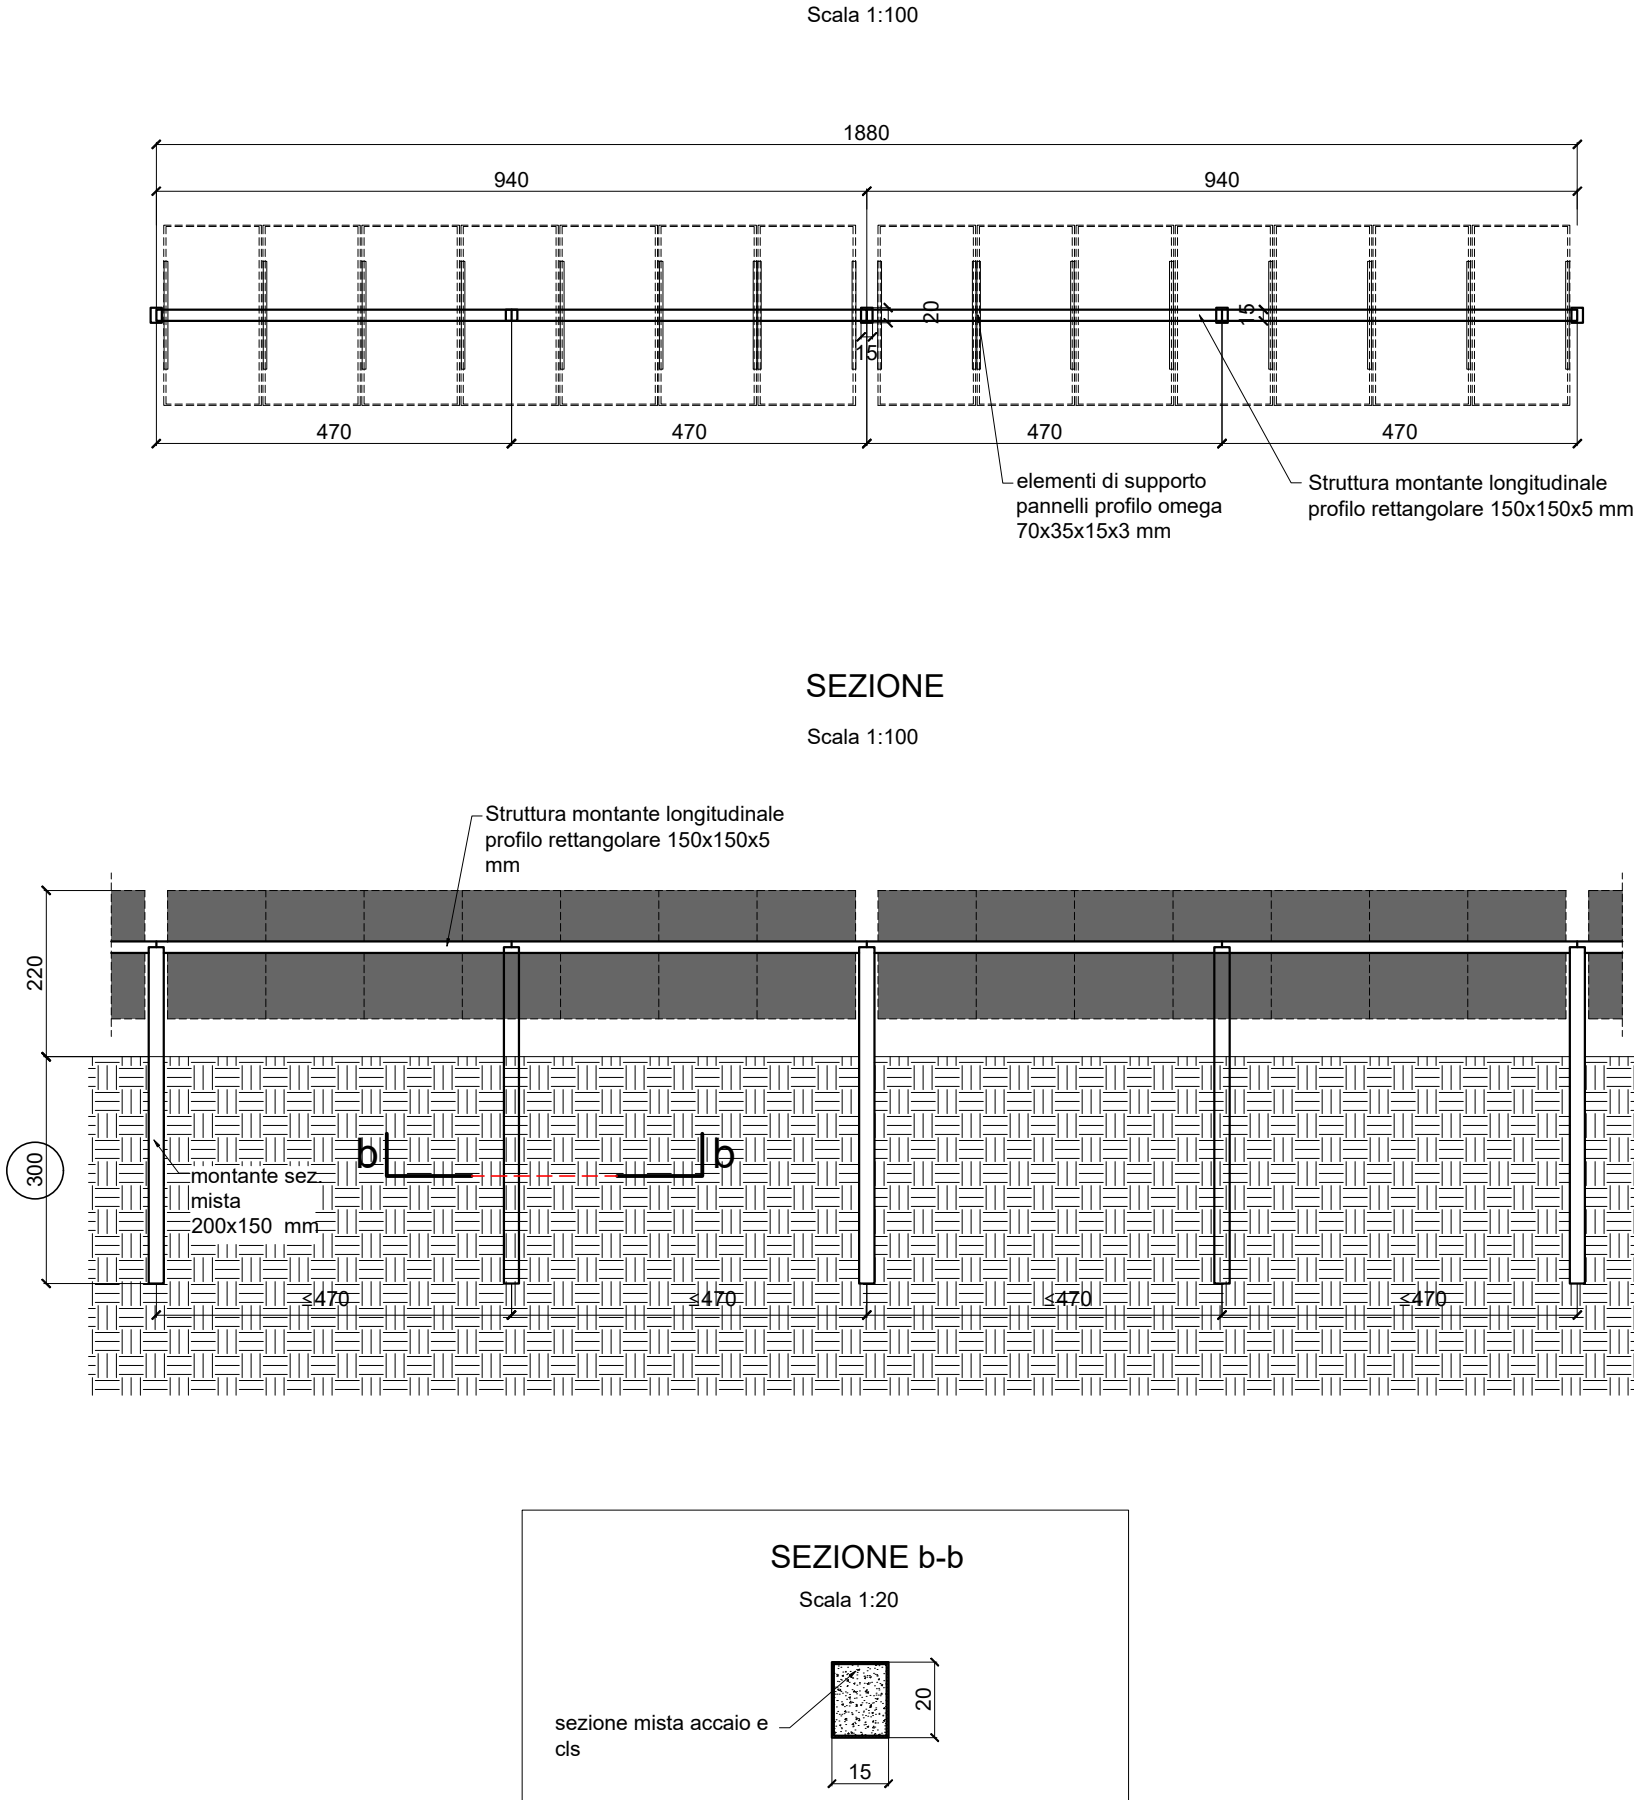 Scala 1:100
1880
940
940
20
15
15
470
470
470
470
elementi di supporto
pannelli profilo omega
70x35x15x3 mm
Struttura montante longitudinale
profilo rettangolare 150x150x5 mm
SEZIONE
Scala 1:100
Struttura montante longitudinale
profilo rettangolare 150x150x5
mm
220
300
b
b
montante sez.
mista
200x150 mm
≤470
≤470
≤470
≤470
SEZIONE b-b
Scala 1:20
20
sezione mista accaio e
cls
15